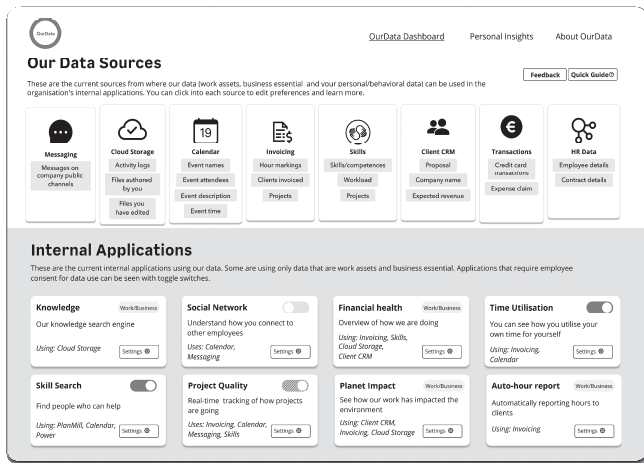 OurData
OurData Dashboard
Personal Insights
About OurData
Our Data Sources
These are the current sources from where our data (work assets, business essential and your personal/behavioral data) can be used in the
organisation's internal applications. You can click into each source to edit preferences and learn more.
Feedback
Quick Guide
Messaging
Messages on
company public
channels
Cloud Storage
Activity logs
Files authored
by you
Files you
have edited
19
Calendar
Event names
Event attendees
Event description
Event time
Invoicing
Hour markings
Clients invoiced
Projects
Skills
Skills/competences
Workload
Projects
Client CRM
Proposal
Company name
Expected revenue
Transactions
Credit card
transactions
Expense claim
HR Data
Employee details
Contract details
Internal Applications
These are the current internal applications using our data. Some are using only data that are work assets and business essential. Applications that require employee
consent for data use can be seen with toggle switches.
Knowledge
Work/Business
Our knowledge search engine
Using: Cloud Storage
Settings
Social Network
Understand how you connect to
other employees
Uses: Calendar,
Messaging
Settings
Financial health
Work/Business
Overview of how we are doing
Using: Invoicing, Skills,
Cloud Storage,
Client CRM
Settings
Time Utilisation
You can see how you utilise your
own time for yourself
Using: Invoicing,
Calendar
Settings
Skill Search
Find people who can help
Using: PlanMill, Calendar,
Power
Settings
Project Quality
Real-time tracking of how projects
are going
Uses: Invoicing, Calendar,
Messaging, Skills
Settings
Planet Impact
Work/Business
See how our work has impacted the
environment
Using: Client CRM,
Invoicing, Cloud Storage
Settings
Auto-hour report
Work/Business
Automatically reporting hours to
clients
Using: Invoicing
Settings